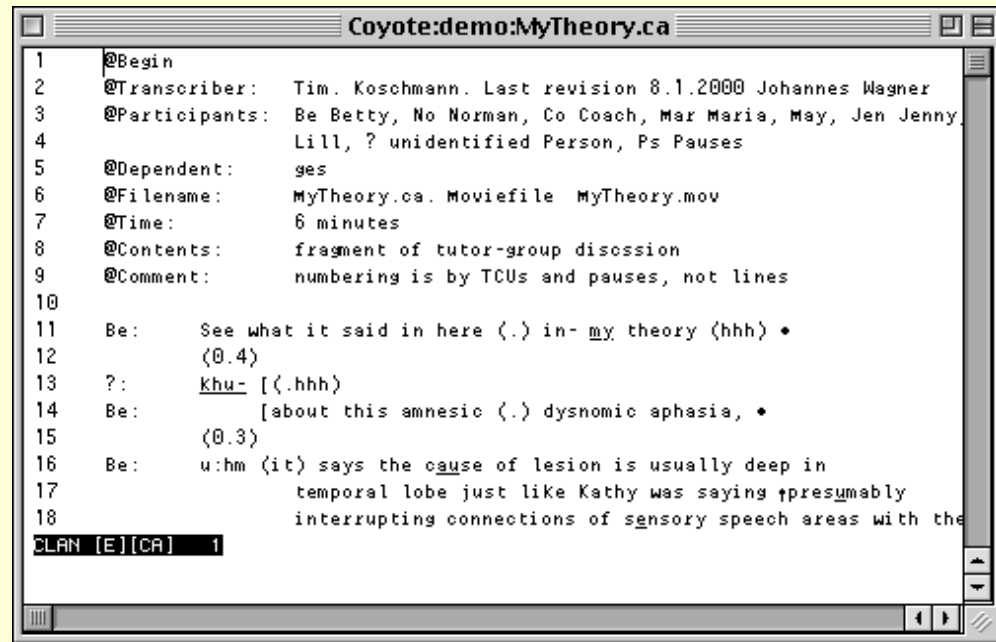 Coyote:demo:MyTheory.ca
1 @Begin
2 @Transcriber: Tim. Koschmann. Last revision 8.1.2000 Johannes Wagner
3 @Participants: Be Betty, No Norman, Co Coach, Mar Maria, May, Jen Jenny,
4 Lill, ? unidentified Person, Ps Pauses
5 @Dependent: ges
6 @Filename: MyTheory.ca. Moviefile MyTheory.mov
7 @Time: 6 minutes
8 @Contents: fragment of tutor-group discssion
9 @Comment: numbering is by TCUs and pauses, not lines
10
11 Be: See what it said in here (.) in- my theory (hhh) •
12 (0.4)
13 ?: Khu- [(.hhh)
14 Be: [about this amnesic (.) dysnomic aphasia, •
15 (0.3)
16 Be: u:hm (it) says the cause of lesion is usually deep in
17 temporal lobe just like Kathy was saying ↑presumably
18 interrupting connections of sensory speech areas with the
CLAN [E][CA] 1